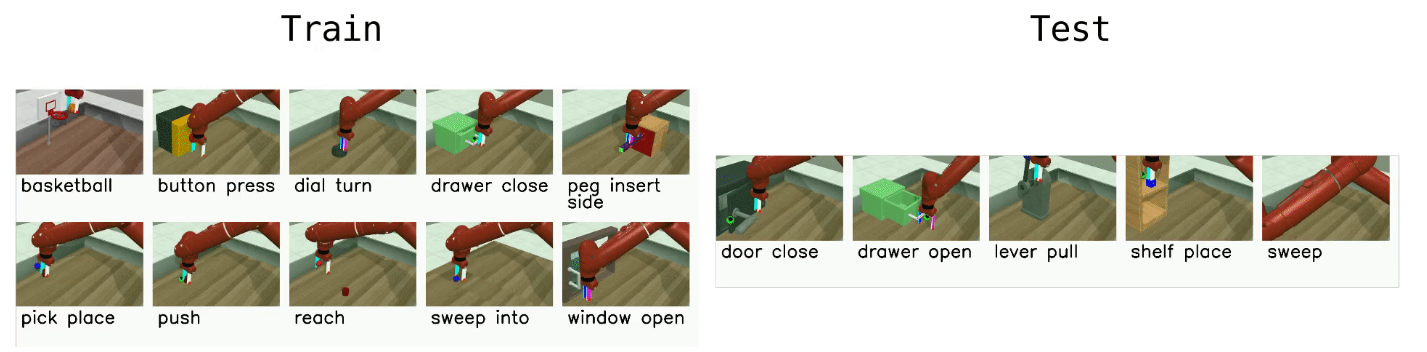 Train
Test
basketball
button press
dial turn
drawer close
peg insert
side
pick place
push
reach
sweep into
window open
door close
drawer open
lever pull
shelf place
sweep